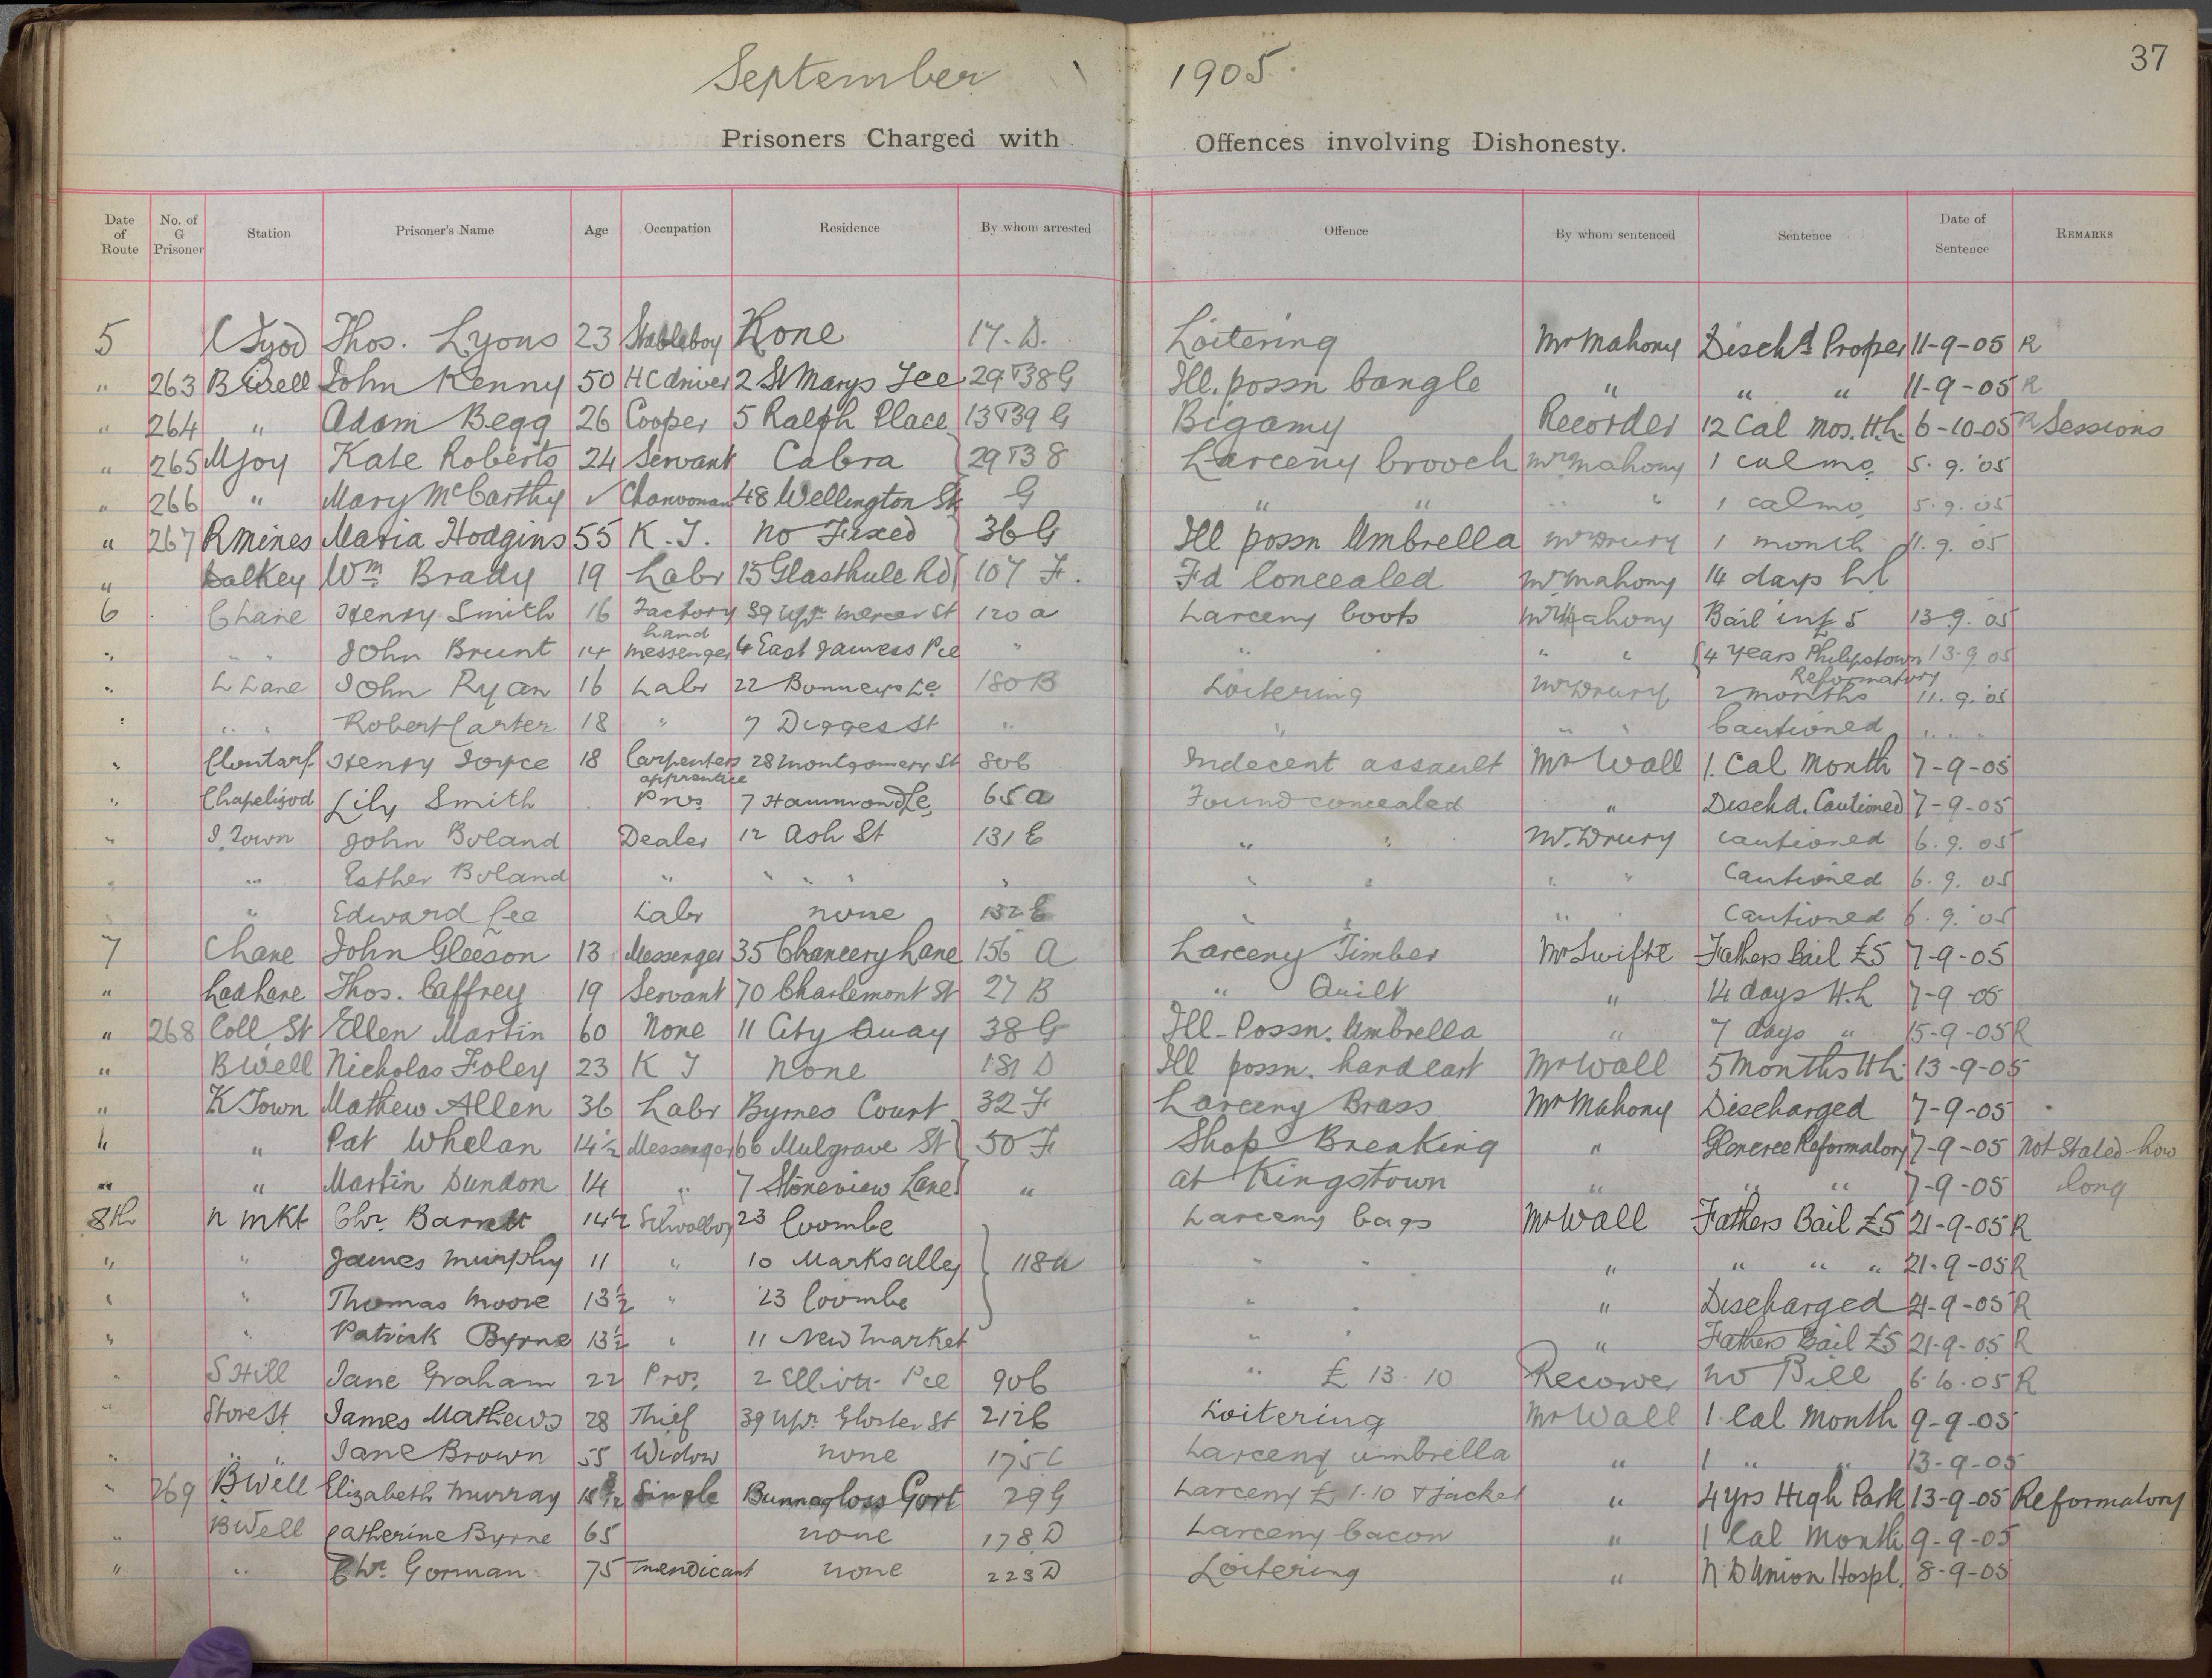 September 1905.
37
Prisoners Charged with Offences involving Dishonesty.
Date of Route No. of G Prisoner Station Prisoner's Name Age Occupation Residence By whom arrested Offence By whom sentenced Sentence Date of Sentence REMARKS
5 Thos. Lyons 23 Stableboy None 17. D. Loitering Mr Mahony Disch.d Proper 11-9-05 R
" 263 B Well John Kenny 50 HC driver 2 St Marys Tce 29 & 38 G Ill. possn bangle " " " 11-9-05 R
" 264 " Adam Begg 26 Cooper 5 Ralph Place 13 & 39 G Bigamy Recorder 12 Cal Mos. H.L. 6-10-05 R Sessions
" 265 Mjoy Kate Roberts 24 Servant Cabra 29 & 38 Larceny brooch Mr Mahony 1 cal mo. 5.9.'05
" 266 " Mary McCarthy Charwoman 48 Wellington St G " " " " 1 cal mo. 5.9.05
" 267 Rmines Maria Hodgins 55 K. T. No Fixed 36 G Ill possn Umbrella Mr Drury 1 month 11.9.05
" Dalkey Wm Brady 19 Labr 15 Glasthule Rd 107 F. Fd Concealed Mr Mahony 14 days hl
6 C Lane Henry Smith 16 Factory hand 39 Upr Mercer St 120 a Larceny boots Mr Mahony Bail in £5 13.9.05
" " " John Brunt 14 Messenger 4 East James's Pce " " " " " { 4 years Philipstown Reformatory 13.9.05
" L Lane John Ryan 16 Labr 22 Bonneys Le 180 B Loitering Mr Drury 2 months 11.9.'05
" " " Robert Carter 18 " 7 Digges St " " " " Cautioned " " "
" Clontarf Henry Joyce 18 Carpenters apprentice 28 Montgomery St 80 C Indecent assault Mr Wall 1. Cal Month 7-9-05
" Chapelizod Lily Smith Pros 7 Hammond Le 65 a Found concealed " Dischd. Cautioned 7-9-05
" J. Town John Boland Dealer 12 Ash St 131 E " " Mr. Drury cautioned 6.9.05
" " Esther Boland " " " " " " " " " Cautioned 6.9.05
" Edward Lee Labr none 132 E " " " Cautioned 6.9.'05
7 C Lane John Gleeson 13 Messenger 35 Chancery Lane 156 A Larceny Timber Mr Swifte Fathers bail £5 7-9-05
" Lad Lane Thos. Caffrey 19 Servant 70 Charlemont St 27 B " Quilt " 14 days H.L 7-9-05
" 268 Coll. St Ellen Martin 60 None 11 City Quay 38 G Ill-Possn. Umbrella " 7 days " 15-9-05 R
" B Well Nicholas Foley 23 K T None 181 D Ill possn. handcart Mr Wall 5 Months H L 13-9-05
" K Town Mathew Allen 36 Labr Byrnes Court 32 F Larceny Brass Mr Mahony Discharged 7-9-05
" " Pat Whelan 14½ Messenger 66 Mulgrave St } 50 F Shop Breaking " Glencree Reformatory 7-9-05 Not Stated how
" " Martin Dundon 14 " 7 Stoneview Lane } " at Kingstown " " " 7-9-05 long
8th N Mkt Chr. Barrett 14½ Schoolboy 23 Coombe Larceny bags Mr Wall Fathers Bail £5 21-9-05 R
" " James Murphy 11 " 10 Marks alley } 118 a " " " " " " 21-9-05 R
" " Thomas Moore 13½ " 23 Coombe " " " Discharged 21-9-05 R
" " Patrick Byrne 13½ " 11 New Market " " " Fathers Bail £5 21-9-05 R
" S Hill Jane Graham 22 Pros. 2 Elliott Pce 90 C " £ 13.10 Recorder No Bill 6.10.05 R
" Store St James Mathews 28 Thief 39 Upr. Gloster St 212 C Loitering Mr Wall 1 Cal Month 9-9-05
" " " Jane Brown 55 Widow none 175 C Larceny umbrella " 1 " " 13-9-05
" 269 B Well Elizabeth Murray Single Bunnagloss Gort 29 G Larceny £1.10 & jacket " 4 yrs High Park 13-9-05 Reformatory
" B Well Catherine Byrne 65 none 178 D Larceny bacon " 1 Cal Month 9-9-05
" " Chr. Gorman 75 Mendicant none 223 D Loitering " N. D Union Hospl. 8-9-05